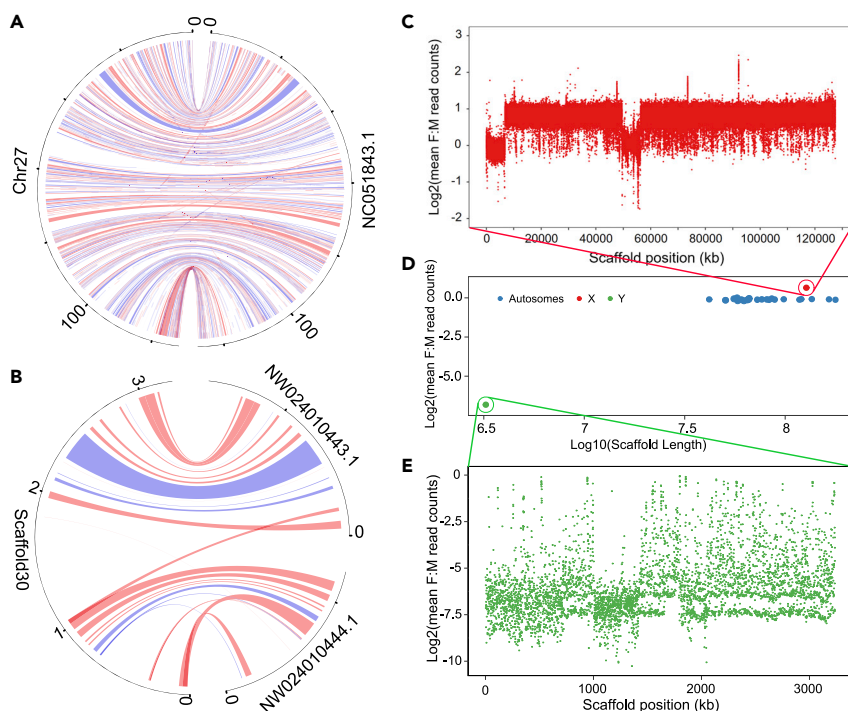 A
0 0
Chr27
NC051843.1
100
100
B
3
NW024010443.1
2
Scaffold30
0
1
NW024010444.1
0
0
C
Log2(mean F:M read counts)
3
2
1
0
-1
-2
0 20000 40000 60000 80000 100000 120000
Scaffold position (kb)
D
Log2(mean F:M read counts)
0.0
-2.5
-5.0
Autosomes X Y
6.5 7 7.5 8
Log10(Scaffold Length)
E
Log2(mean F:M read counts)
0
-2.5
-5.0
-7.5
-10
0 1000 2000 3000
Scaffold position (kb)